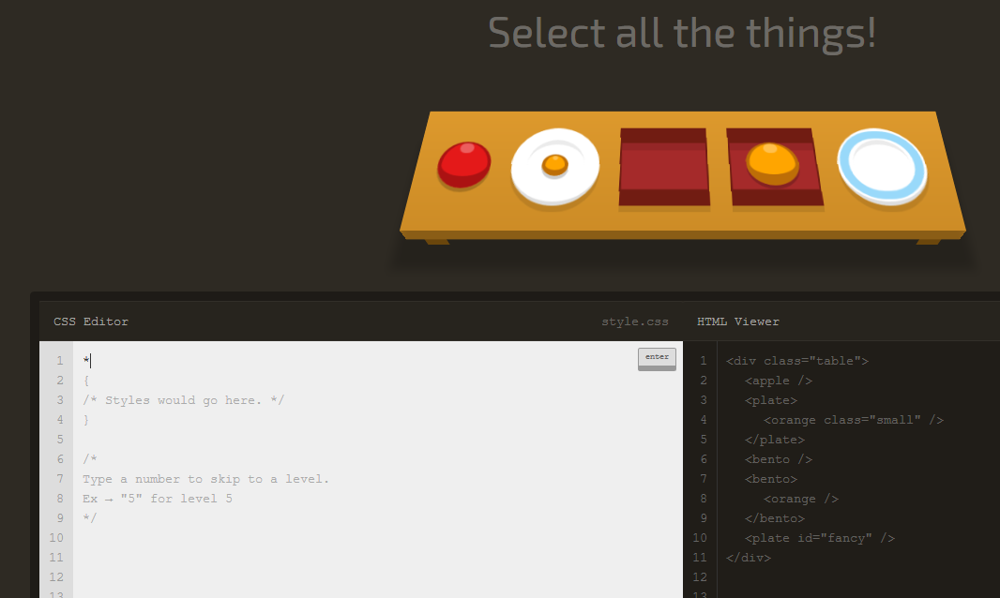 Select all the things!
CSS Editor style.css HTML Viewer
enter
1 *
2 {
3 /* Styles would go here. */
4 }
5
6 /*
7 Type a number to skip to a level.
8 Ex → "5" for level 5
9 */
10
11
12
13
1 <div class="table">
2 <apple />
3 <plate>
4 <orange class="small" />
5 </plate>
6 <bento />
7 <bento>
8 <orange />
9 </bento>
10 <plate id="fancy" />
11 </div>
12
13